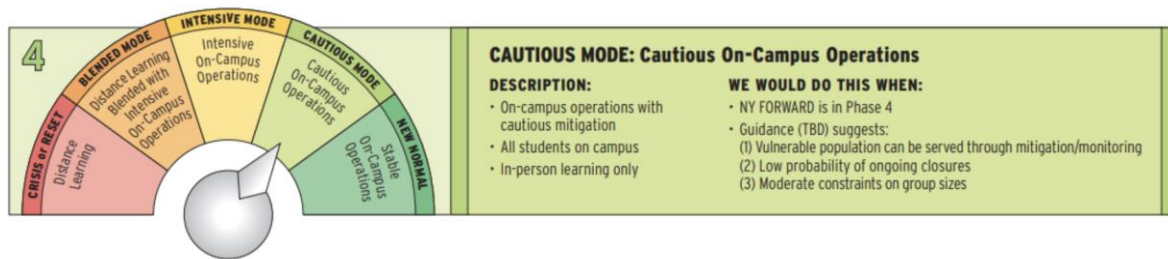 4
CRISIS or RESET
BLENDED MODE
INTENSIVE MODE
CAUTIOUS MODE
NEW NORMAL
Distance
Learning
Distance Learning
Blended with
Intensive
On-Campus
Operations
Intensive
On-Campus
Operations
Cautious
On-Campus
Operations
Stable
On-Campus
Operations
CAUTIOUS MODE: Cautious On-Campus Operations
DESCRIPTION:
• On-campus operations with
cautious mitigation
• All students on campus
• In-person learning only
WE WOULD DO THIS WHEN:
• NY FORWARD is in Phase 4
• Guidance (TBD) suggests:
(1) Vulnerable population can be served through mitigation/monitoring
(2) Low probability of ongoing closures
(3) Moderate constraints on group sizes